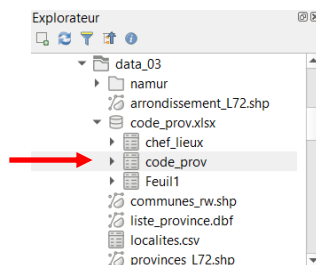 Explorateur
data_03
namur
arrondissement_L72.shp
code_prov.xlsx
chef_lieux
code_prov
Feuil1
communes_rw.shp
liste_province.dbf
localites.csv
provinces_L72.shp